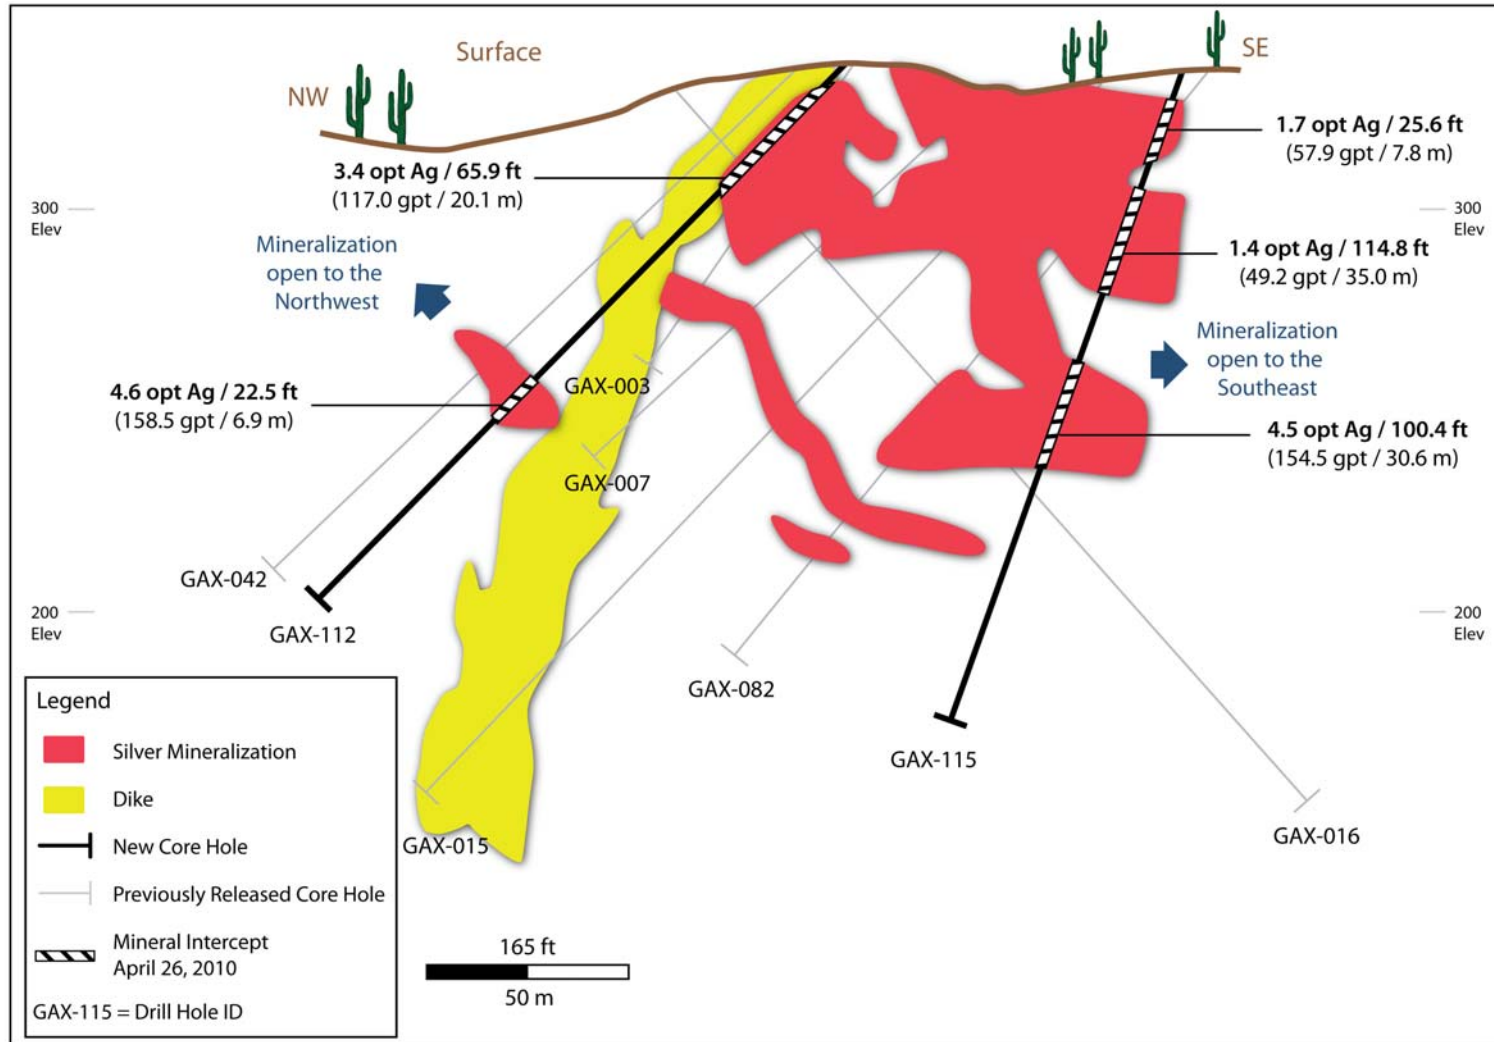 Surface
SE
NW
1.7 opt Ag / 25.6 ft
(57.9 gpt / 7.8 m)
3.4 opt Ag / 65.9 ft
(117.0 gpt / 20.1 m)
300
Elev
300
Elev
Mineralization
open to the
Northwest
1.4 opt Ag / 114.8 ft
(49.2 gpt / 35.0 m)
Mineralization
open to the
Southeast
GAX-003
4.6 opt Ag / 22.5 ft
(158.5 gpt / 6.9 m)
4.5 opt Ag / 100.4 ft
(154.5 gpt / 30.6 m)
GAX-007
GAX-042
200
Elev
200
Elev
GAX-112
GAX-082
GAX-115
GAX-016
GAX-015
Legend
Silver Mineralization
Dike
New Core Hole
Previously Released Core Hole
Mineral Intercept
April 26, 2010
GAX-115 = Drill Hole ID
165 ft
50 m